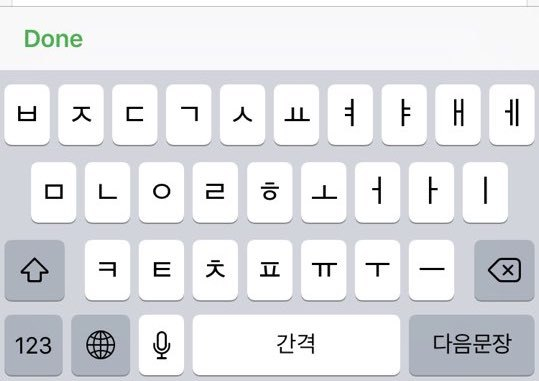 Done
ㅂ ㅈ ㄷ ㄱ ㅅ ㅛ ㅕ ㅑ ㅐ ㅔ
ㅁ ㄴ ㅇ ㄹ ㅎ ㅗ ㅓ ㅏ ㅣ
ㅋ ㅌ ㅊ ㅍ ㅠ ㅜ ㅡ
123 간격 다음문장